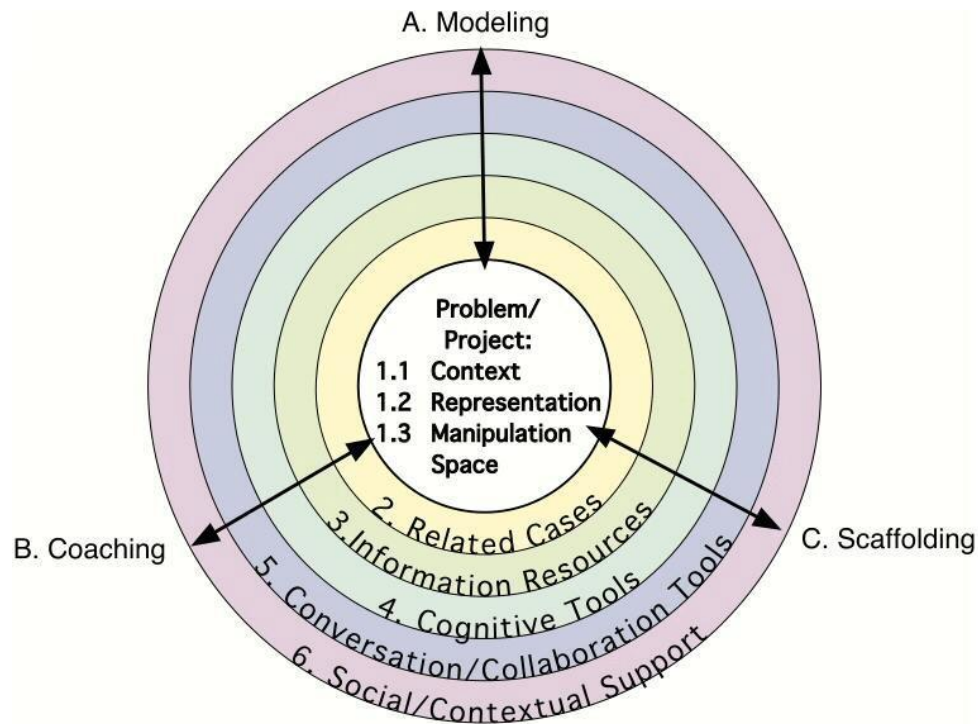 A. Modeling
Problem/
Project:
1.1 Context
1.2 Representation
1.3 Manipulation
Space
2. Related Cases
3.Information Resources
4. Cognitive Tools
5. Conversation/Collaboration Tools
6. Social/Contextual Support
B. Coaching
C. Scaffolding